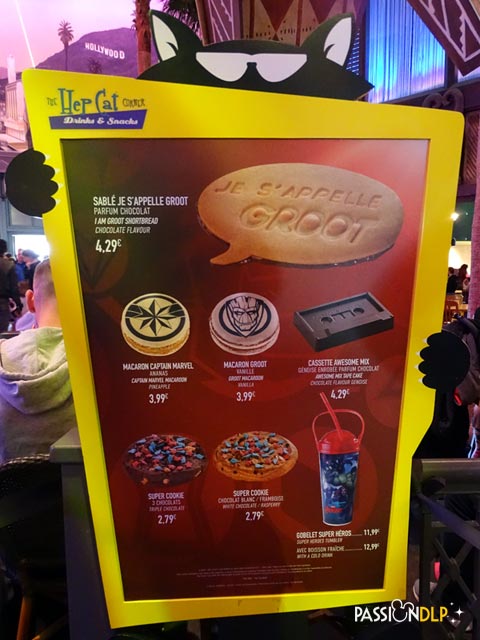 HOLLYWOOD
THE HEP CAT CORNER
Drinks & Snacks
JE S'APPELLE
GROOT
SABLÉ JE S'APPELLE GROOT
PARFUM CHOCOLAT
I AM GROOT SHORTBREAD
CHOCOLATE FLAVOUR
4,29€
MACARON CAPTAIN MARVEL
ANANAS
CAPTAIN MARVEL MACAROON
PINEAPPLE
3,99€
MACARON GROOT
VANILLE
GROOT MACAROON
VANILLA
3,99€
CASSETTE AWESOME MIX
GÉNOISE ENROBÉE PARFUM CHOCOLAT
AWESOME MIX TAPE CAKE
CHOCOLATE FLAVOUR GENOISE
4,29€
SUPER COOKIE
3 CHOCOLATS
TRIPLE CHOCOLATE
2,79€
SUPER COOKIE
CHOCOLAT BLANC / FRAMBOISE
WHITE CHOCOLATE / RASPBERRY
2,79€
GOBELET SUPER HÉROS........ 11,99€
SUPER HEROES TUMBLER
AVEC BOISSON FRAÎCHE....... 12,99€
WITH A COLD DRINK
PASSION DLP